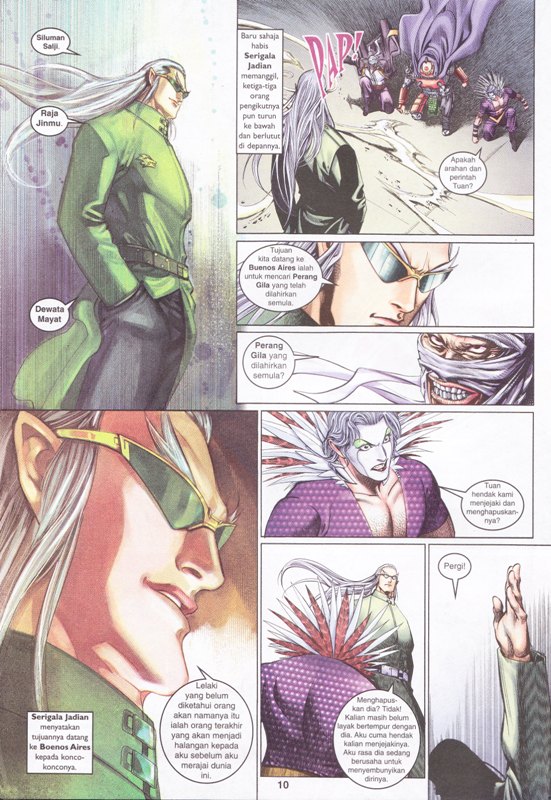 Siluman
Salji.
Raja
Jinmu.
Dewata
Mayat
Baru sahaja
habis
Serigala
Jadian
memanggil,
ketiga-tiga
orang
pengikutnya
pun turun
ke bawah
dan berlutut
di depannya.
PAP!
Apakah
arahan dan
perintah
Tuan?
Tujuan
kita datang ke
Buenos Aires ialah
untuk mencari Perang
Gila yang telah
dilahirkan
semula.
Perang
Gila yang
dilahirkan
semula?
Tuan
hendak kami
menjejaki dan
menghapuskan-
nya?
Lelaki
yang belum
diketahui orang
akan namanya itu
ialah orang terakhir
yang akan menjadi
halangan kepada
aku sebelum aku
merajai dunia
ini.
Serigala Jadian
menyatakan
tujuannya datang
ke Boenos Aires
kepada konco-
konconya.
Menghapus-
kan dia? Tidak!
Kalian masih belum
layak bertempur dengan
dia. Aku cuma hendak
kalian menjejakinya.
Aku rasa dia sedang
berusaha untuk
menyembunyikan
dirinya.
Pergi!
10